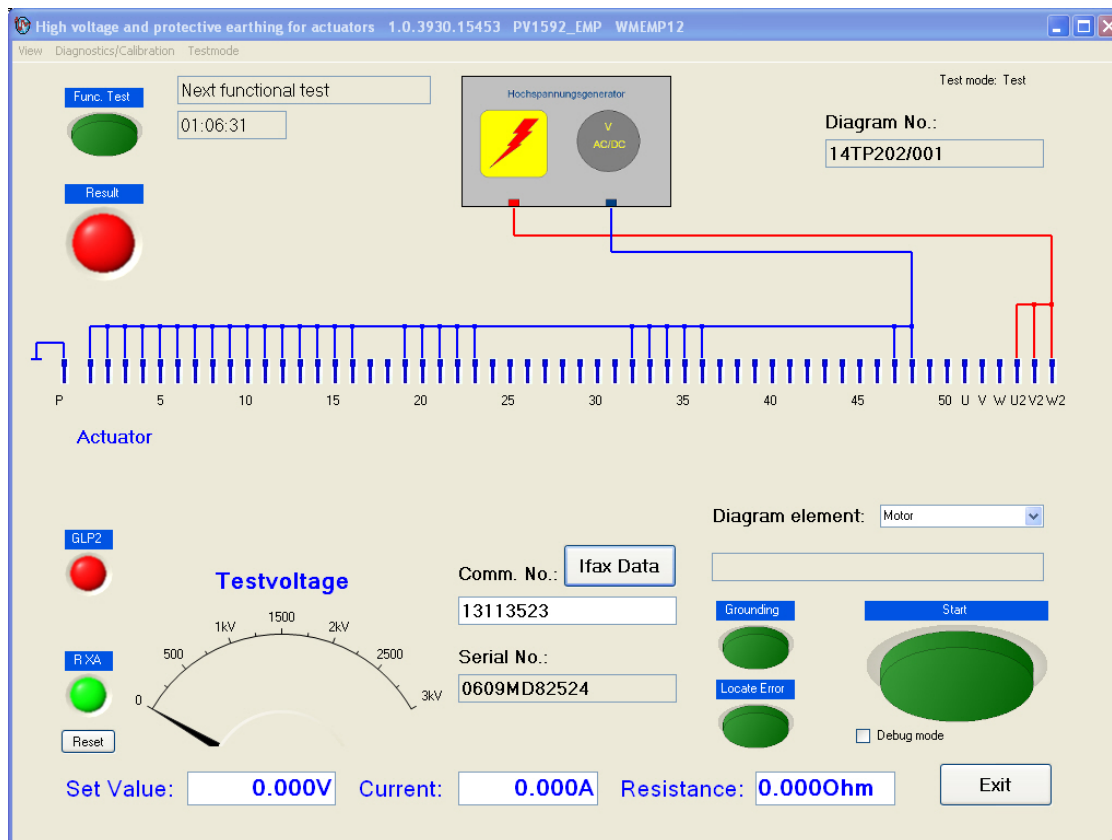 High voltage and protective earthing for actuators 1.0.3930.15453 PV1592_EMP WMEMP12
View Diagnostics/Calibration Testmode
Func. Test
Next functional test
01:06:31
Hochspannungsgenerator
V
AC/DC
Test mode: Test
Diagram No.:
14TP202/001
Result
P 5 10 15 20 25 30 35 40 45 50 U V W U2 V2 W2
Actuator
Diagram element: Motor
GLP2
Testvoltage
0 500 1kV 1500 2kV 2500 3kV
Comm. No.: Ifax Data
13113523
Grounding
Start
RXA
Serial No.:
0609MD82524
Locate Error
Reset
Debug mode
Set Value: 0.000V Current: 0.000A Resistance: 0.000Ohm Exit